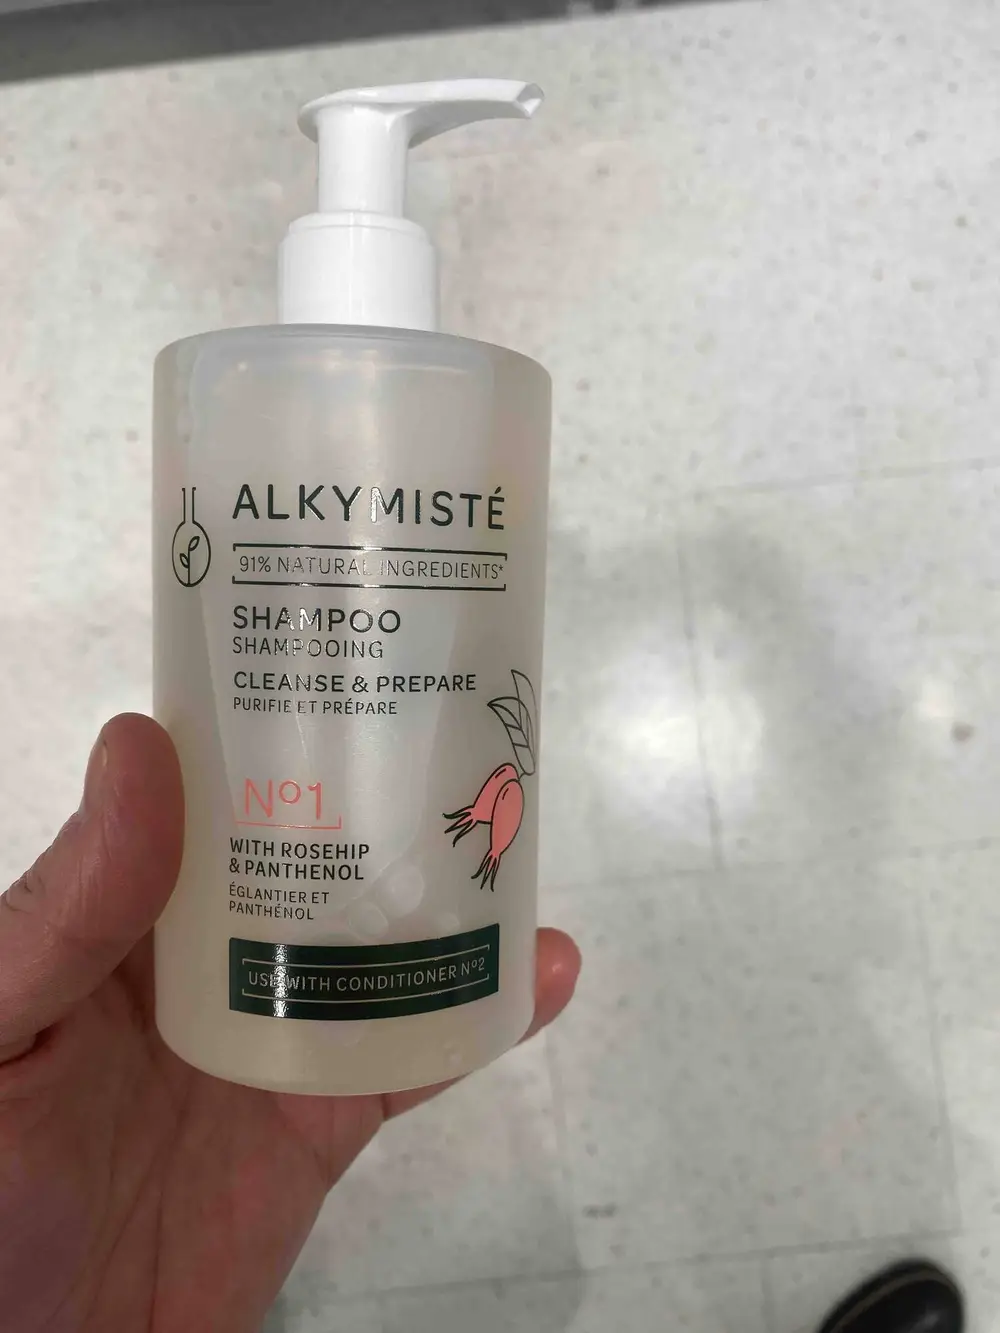 ALKYMISTÉ
91% NATURAL INGREDIENTS*
SHAMPOO
SHAMPOOING
CLEANSE & PREPARE
PURIFIE ET PRÉPARE
Nº1
WITH ROSEHIP
& PANTHENOL
ÉGLANTIER ET
PANTHÉNOL
USE WITH CONDITIONER Nº2